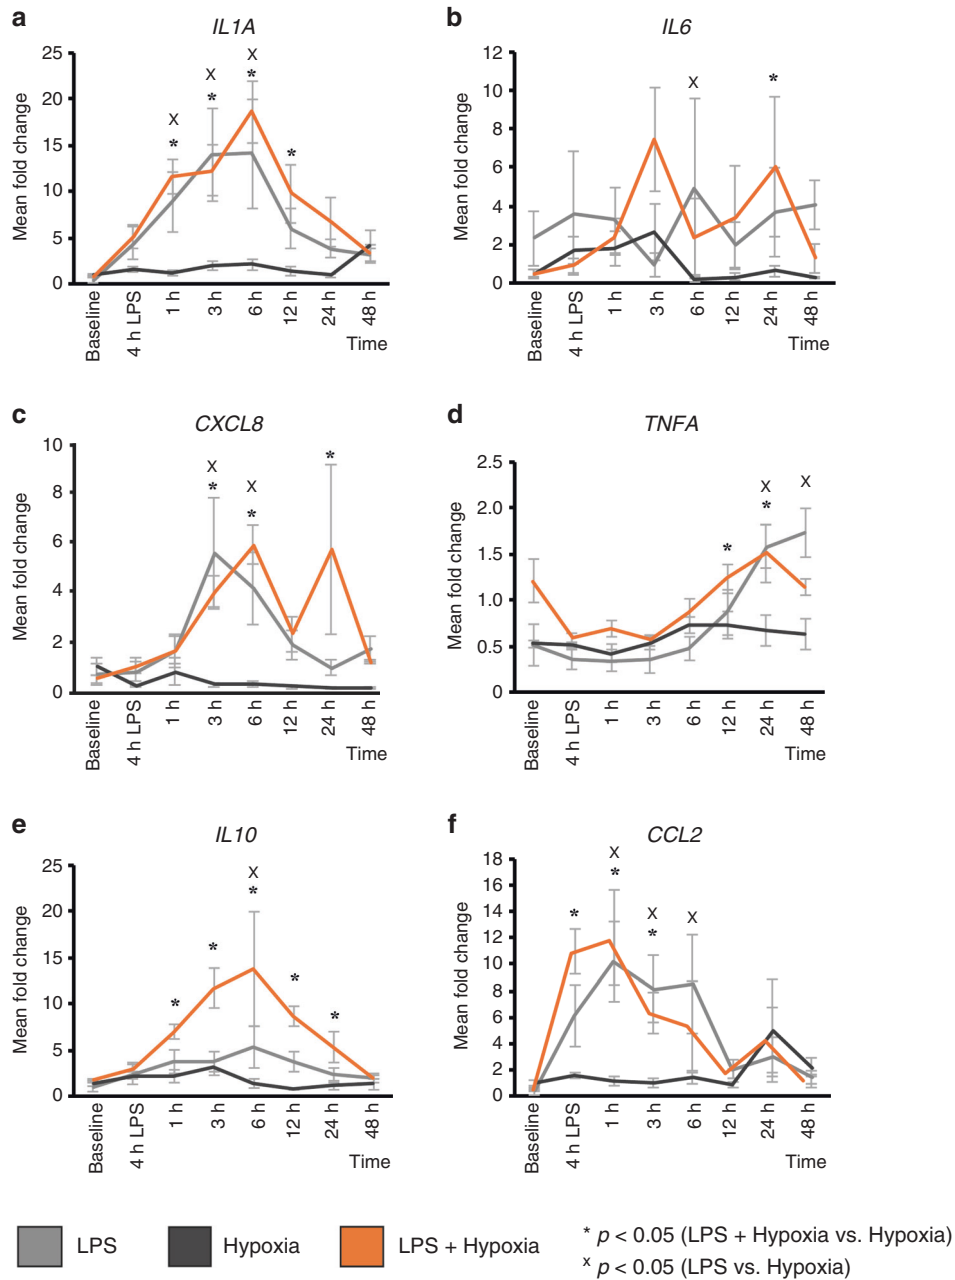 a
IL1A
25
20
15
10
5
0
Mean fold change
x
*
x
*
x
*
*
Baseline
4 h LPS
1 h
3 h
6 h
12 h
24 h
48 h
Time
b
IL6
12
10
8
6
4
2
0
Mean fold change
x
*
Baseline
4 h LPS
1 h
3 h
6 h
12 h
24 h
48 h
Time
c
CXCL8
10
8
6
4
2
0
Mean fold change
x
*
x
*
*
Baseline
4 h LPS
1 h
3 h
6 h
12 h
24 h
48 h
Time
d
TNFA
2.5
2.0
1.5
1.0
0.5
0
Mean fold change
*
x
*
x
Baseline
4 h LPS
1 h
3 h
6 h
12 h
24 h
48 h
Time
e
IL10
25
20
15
10
5
0
Mean fold change
*
*
x
*
*
*
Baseline
4 h LPS
1 h
3 h
6 h
12 h
24 h
48 h
Time
f
CCL2
18
16
14
12
10
8
6
4
2
0
Mean fold change
*
x
*
x
*
x
Baseline
4 h LPS
1 h
3 h
6 h
12 h
24 h
48 h
Time
LPS
Hypoxia
LPS + Hypoxia
* p < 0.05 (LPS + Hypoxia vs. Hypoxia)
x p < 0.05 (LPS vs. Hypoxia)